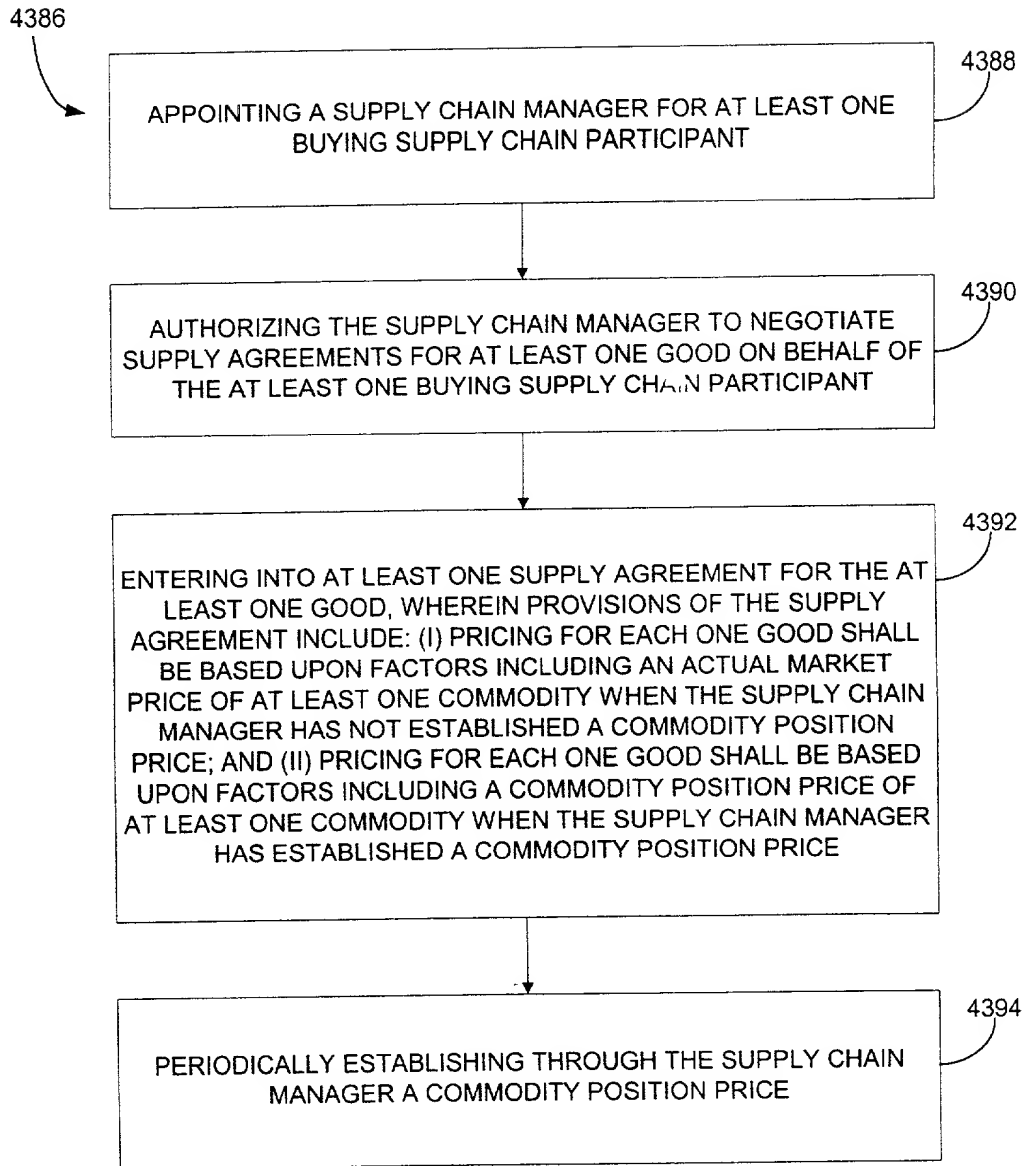 4386
4388
APPOINTING A SUPPLY CHAIN MANAGER FOR AT LEAST ONE
BUYING SUPPLY CHAIN PARTICIPANT
4390
AUTHORIZING THE SUPPLY CHAIN MANAGER TO NEGOTIATE
SUPPLY AGREEMENTS FOR AT LEAST ONE GOOD ON BEHALF OF
THE AT LEAST ONE BUYING SUPPLY CHAIN PARTICIPANT
4392
ENTERING INTO AT LEAST ONE SUPPLY AGREEMENT FOR THE AT
LEAST ONE GOOD, WHEREIN PROVISIONS OF THE SUPPLY
AGREEMENT INCLUDE: (I) PRICING FOR EACH ONE GOOD SHALL
BE BASED UPON FACTORS INCLUDING AN ACTUAL MARKET
PRICE OF AT LEAST ONE COMMODITY WHEN THE SUPPLY CHAIN
MANAGER HAS NOT ESTABLISHED A COMMODITY POSITION
PRICE; AND (II) PRICING FOR EACH ONE GOOD SHALL BE BASED
UPON FACTORS INCLUDING A COMMODITY POSITION PRICE OF
AT LEAST ONE COMMODITY WHEN THE SUPPLY CHAIN MANAGER
HAS ESTABLISHED A COMMODITY POSITION PRICE
4394
PERIODICALLY ESTABLISHING THROUGH THE SUPPLY CHAIN
MANAGER A COMMODITY POSITION PRICE